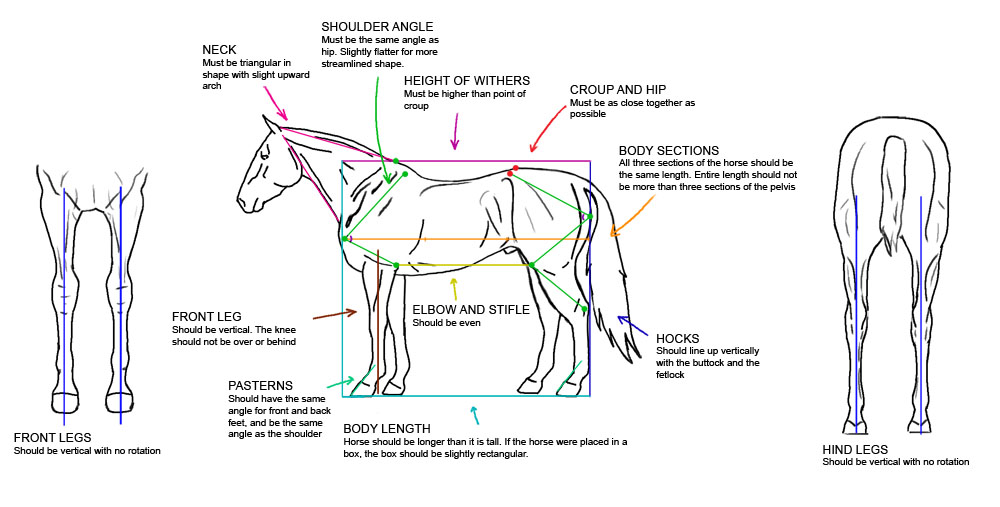 SHOULDER ANGLE
Must be the same angle as
hip. Slightly flatter for more
streamlined shape.
NECK
Must be triangular in
shape with slight upward
arch
HEIGHT OF WITHERS
Must be higher than point of
croup
CROUP AND HIP
Must be as close together as
possible
BODY SECTIONS
All three sections of the horse should be
the same length. Entire length should not
be more than three sections of the pelvis
FRONT LEG
Should be vertical. The knee
should not be over or behind
ELBOW AND STIFLE
Should be even
HOCKS
Should line up vertically
with the buttock and the
fetlock
PASTERNS
Should have the same
angle for front and back
feet, and be the same
angle as the shoulder
BODY LENGTH
Horse should be longer than it is tall. If the horse were placed in a
box, the box should be slightly rectangular.
FRONT LEGS
Should be vertical with no rotation
HIND LEGS
Should be vertical with no rotation